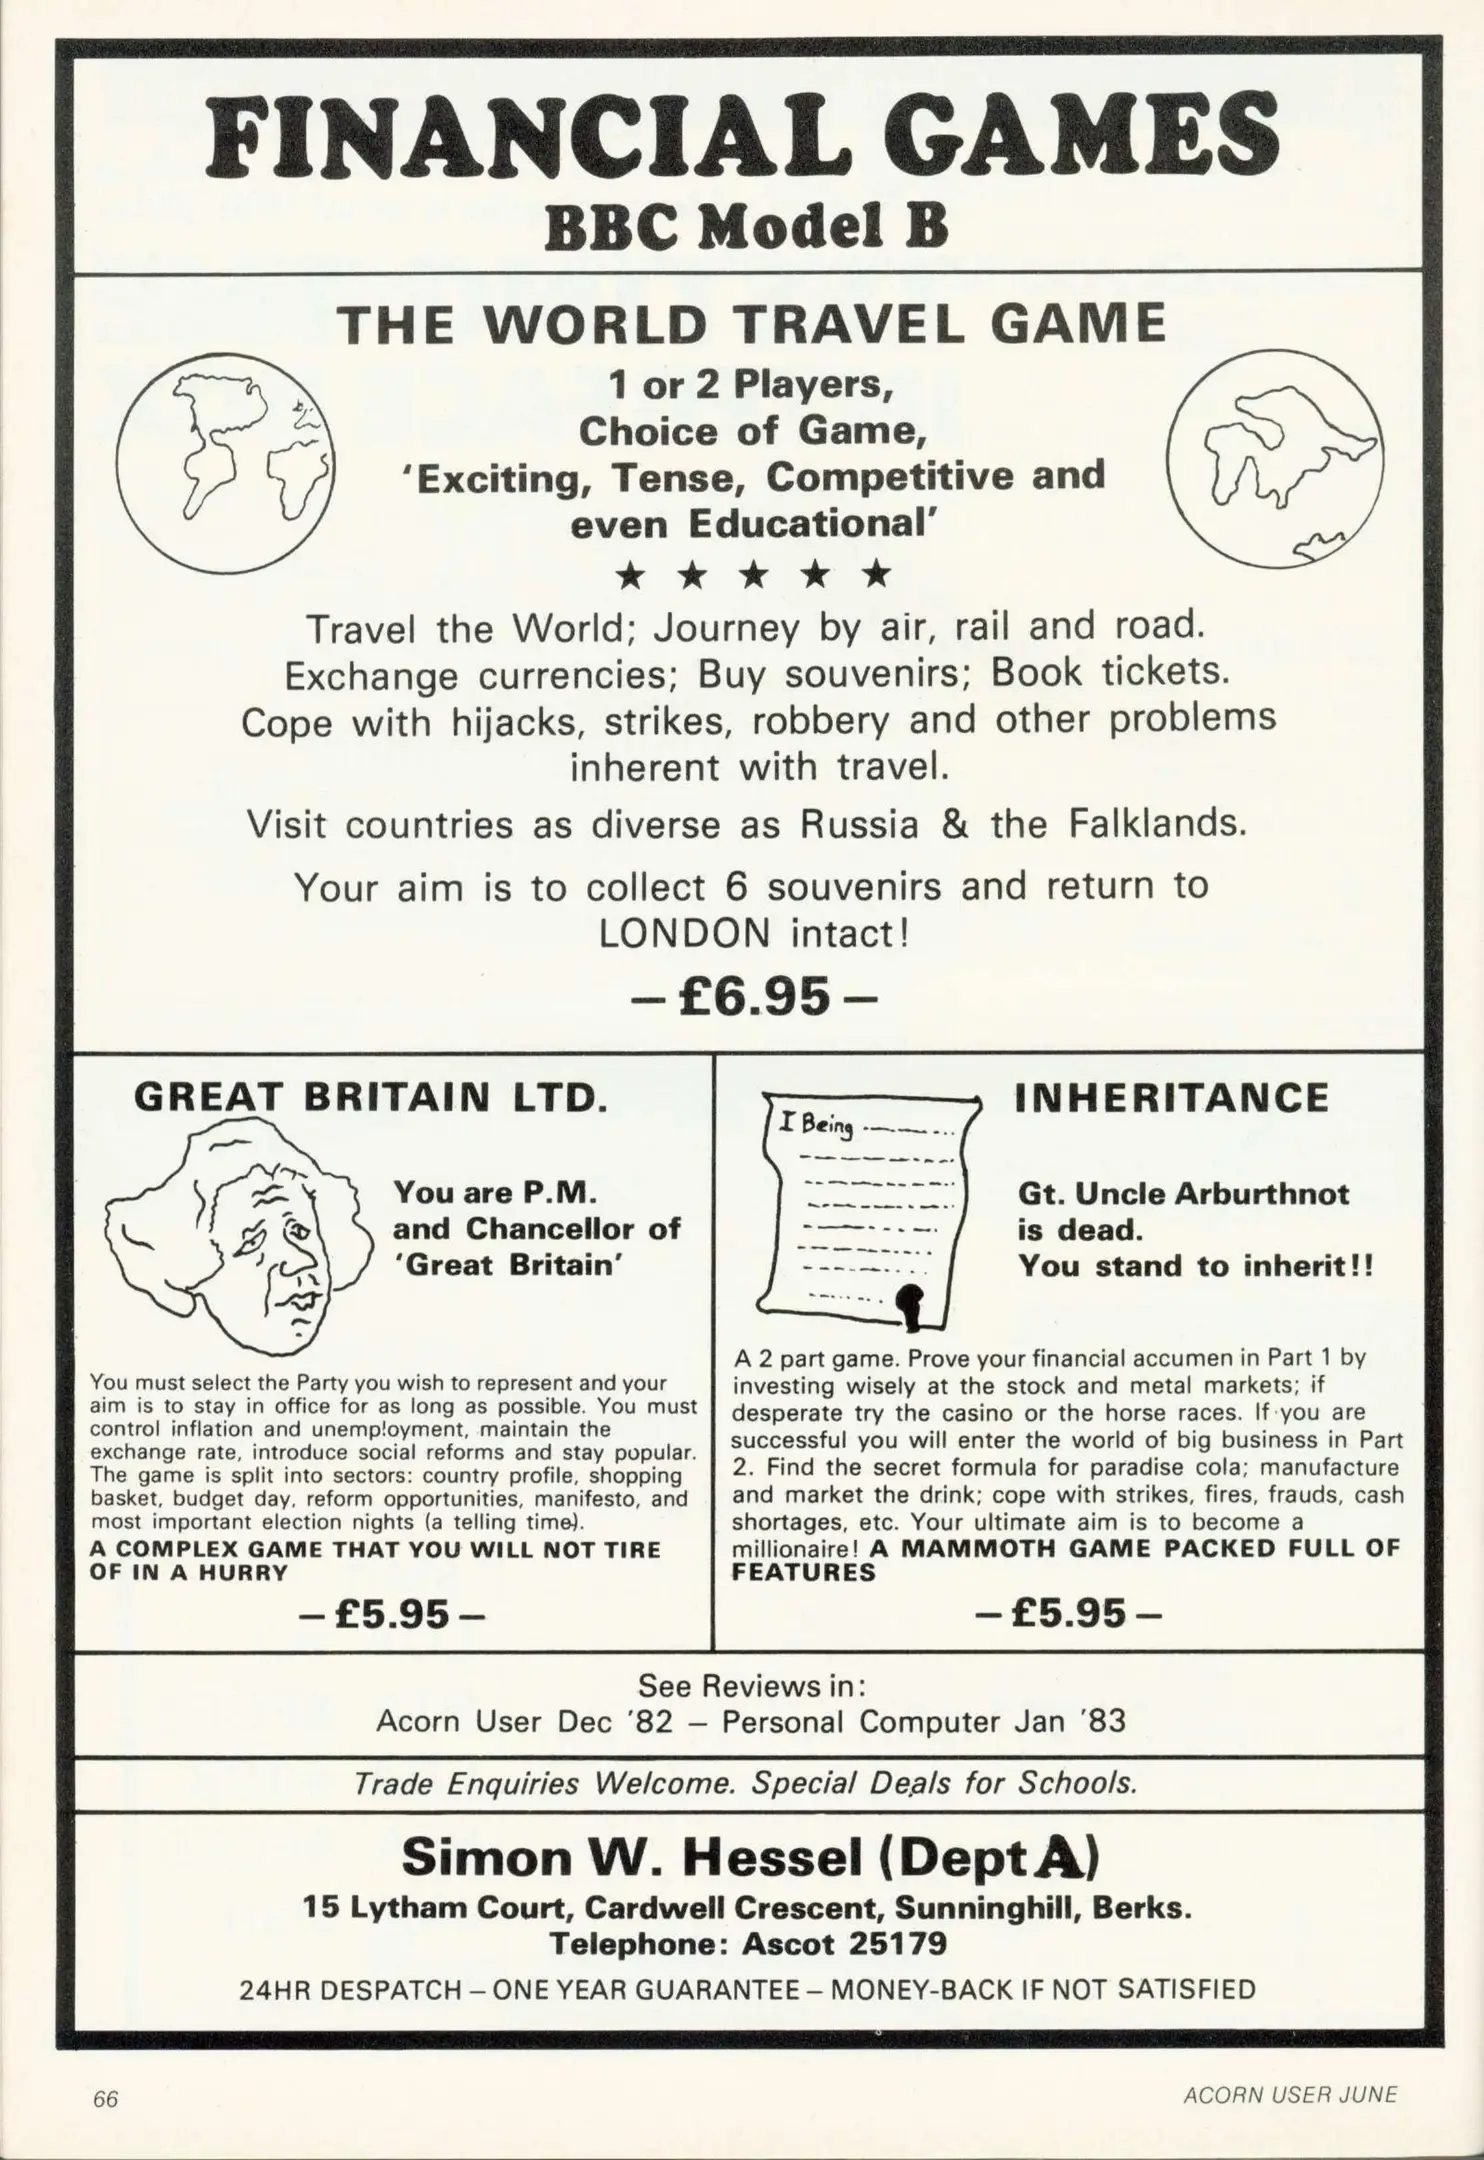 FINANCIAL GAMES
BBC Model B
THE WORLD TRAVEL GAME
1 or 2 Players,
Choice of Game,
'Exciting, Tense, Competitive and
even Educational'
★ ★ ★ ★ ★
Travel the World; Journey by air, rail and road.
Exchange currencies; Buy souvenirs; Book tickets.
Cope with hijacks, strikes, robbery and other problems
inherent with travel.
Visit countries as diverse as Russia & the Falklands.
Your aim is to collect 6 souvenirs and return to
LONDON intact!
– £6.95 –
GREAT BRITAIN LTD.
You are P.M.
and Chancellor of
'Great Britain'
You must select the Party you wish to represent and your
aim is to stay in office for as long as possible. You must
control inflation and unemployment, maintain the
exchange rate, introduce social reforms and stay popular.
The game is split into sectors: country profile, shopping
basket, budget day, reform opportunities, manifesto, and
most important election nights (a telling time).
A COMPLEX GAME THAT YOU WILL NOT TIRE
OF IN A HURRY
– £5.95 –
I Being
INHERITANCE
Gt. Uncle Arburthnot
is dead.
You stand to inherit!!
A 2 part game. Prove your financial accumen in Part 1 by
investing wisely at the stock and metal markets; if
desperate try the casino or the horse races. If you are
successful you will enter the world of big business in Part
2. Find the secret formula for paradise cola; manufacture
and market the drink; cope with strikes, fires, frauds, cash
shortages, etc. Your ultimate aim is to become a
millionaire! A MAMMOTH GAME PACKED FULL OF
FEATURES
– £5.95 –
See Reviews in:
Acorn User Dec '82 – Personal Computer Jan '83
Trade Enquiries Welcome. Special Deals for Schools.
Simon W. Hessel (Dept A)
15 Lytham Court, Cardwell Crescent, Sunninghill, Berks.
Telephone: Ascot 25179
24HR DESPATCH – ONE YEAR GUARANTEE – MONEY-BACK IF NOT SATISFIED
66
ACORN USER JUNE